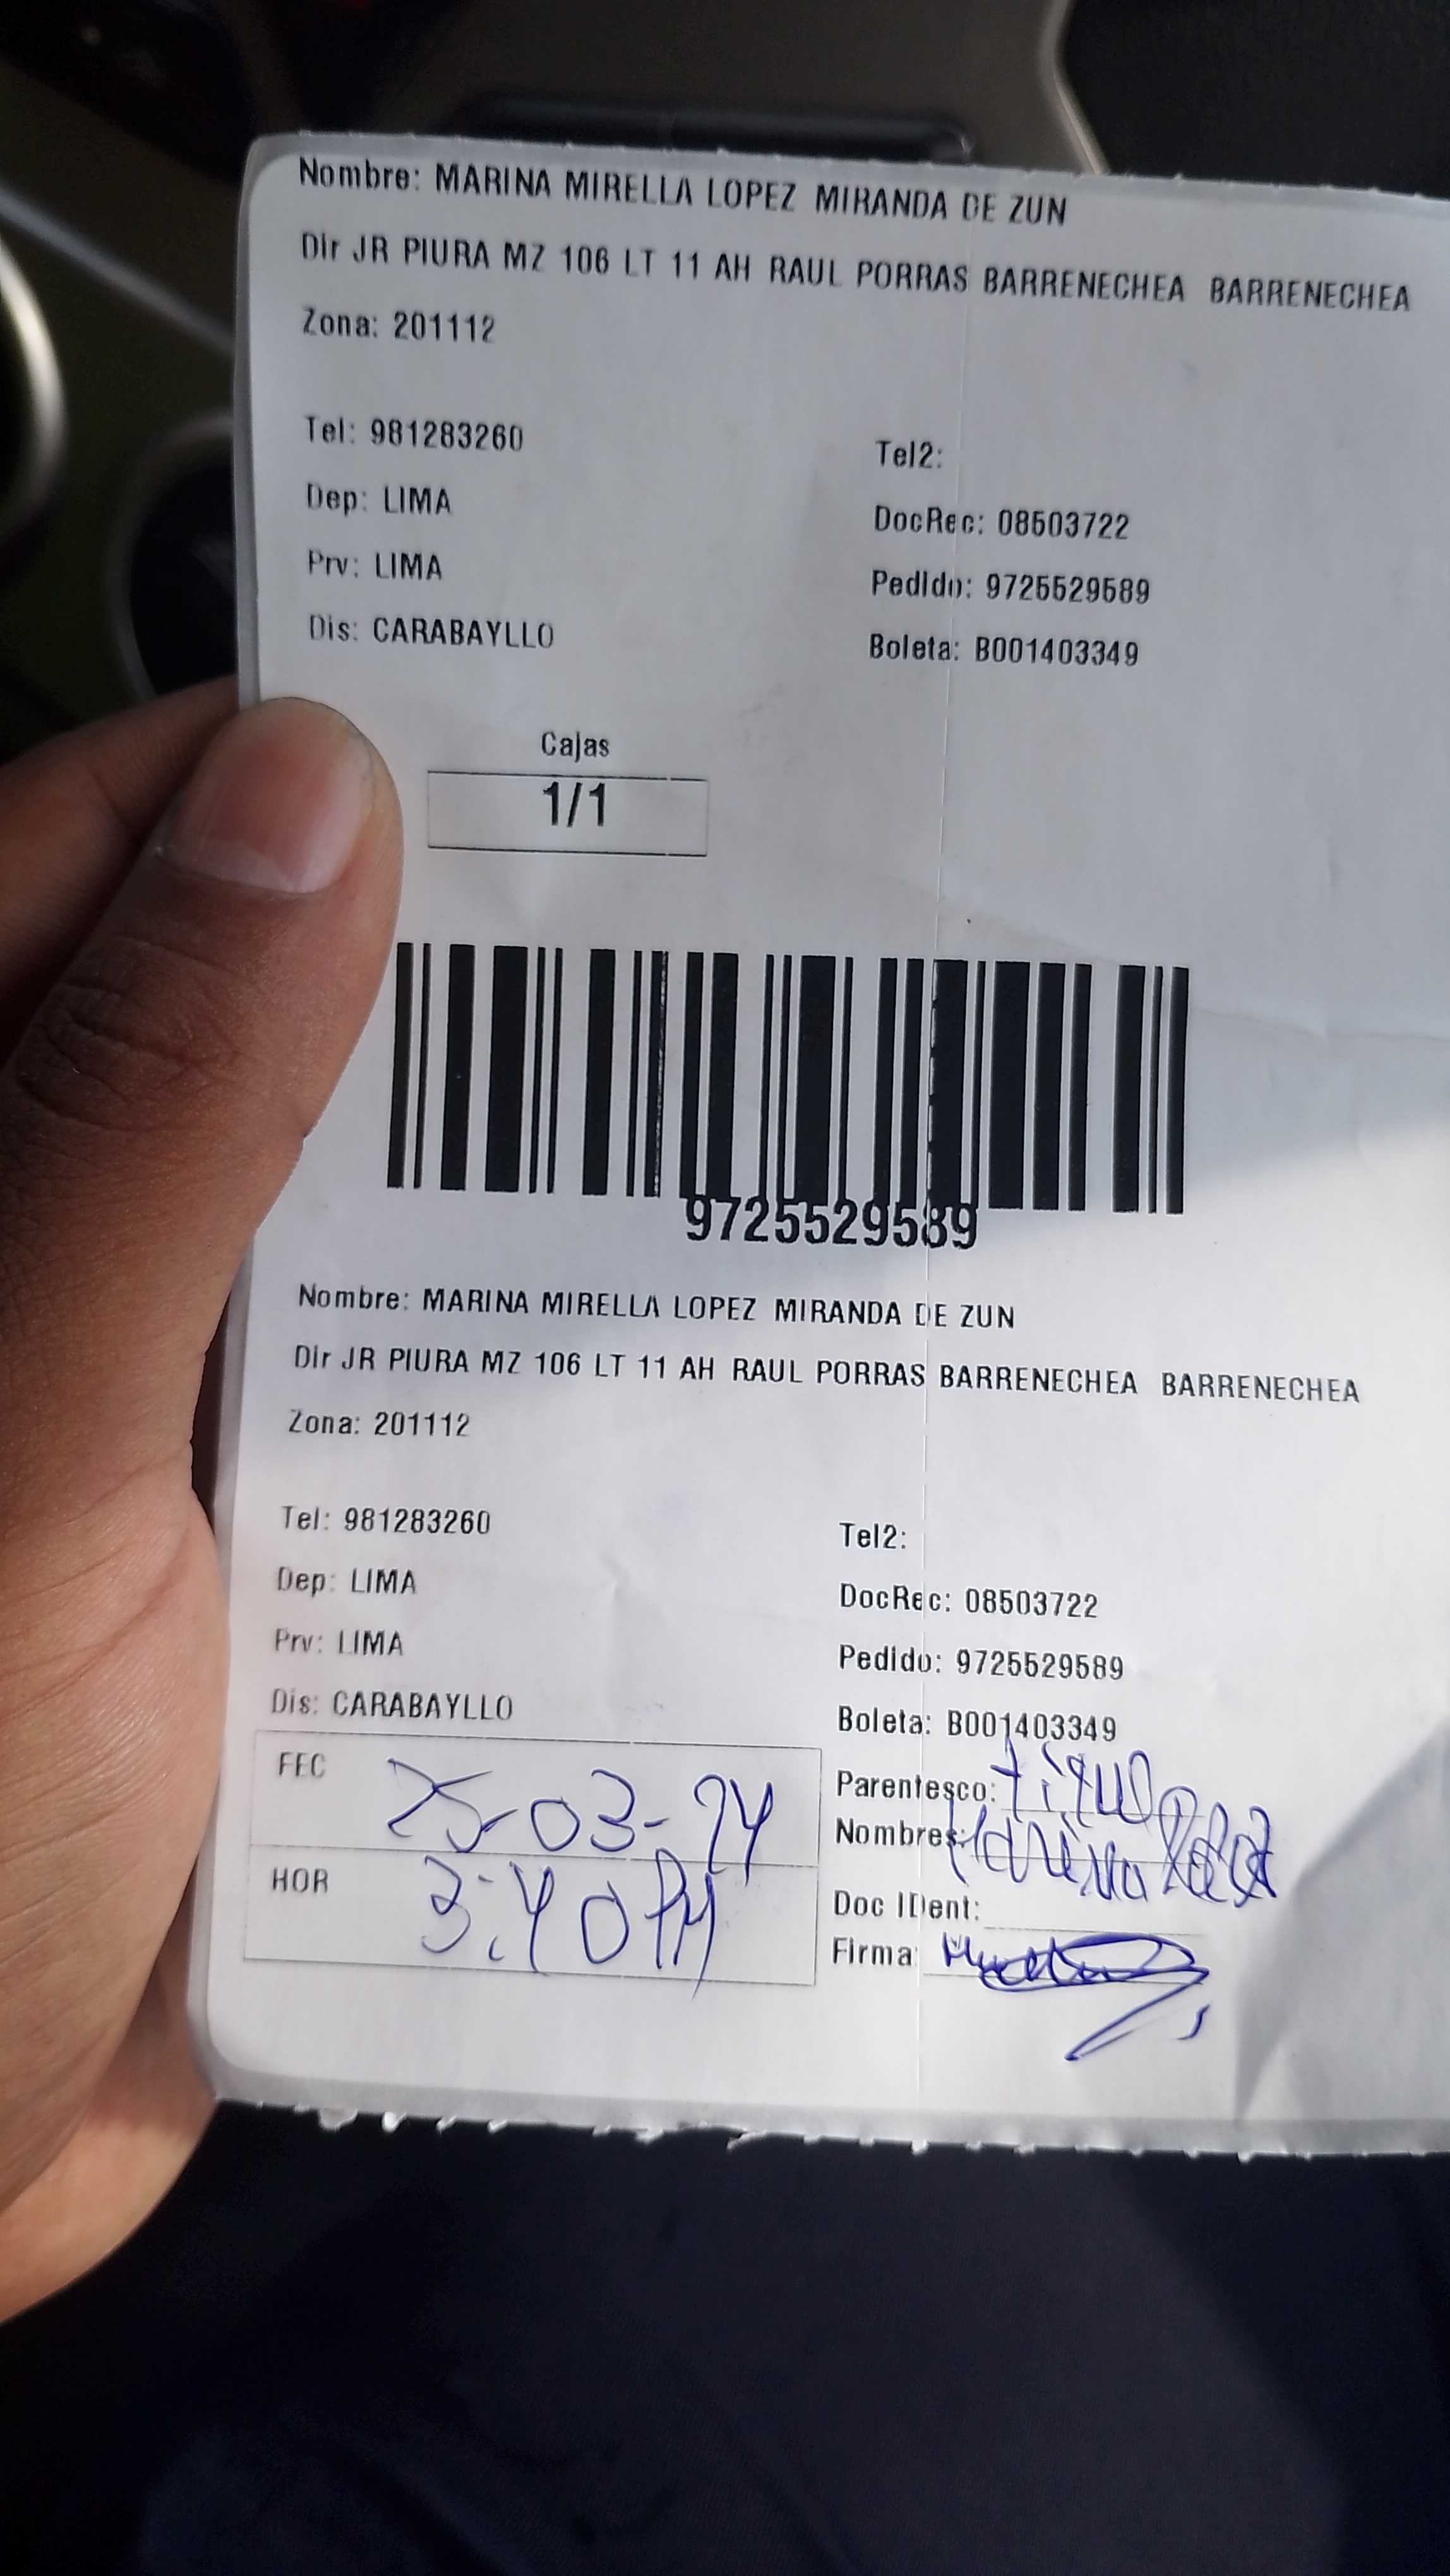 Nombre: MARINA MIRELLA LOPEZ MIRANDA DE ZUN
Dir JR PIURA MZ 106 LT 11 AH RAUL PORRAS BARRENECHEA BARRENECHEA
Zona: 201112
Tel: 981283260
Tel2:
Dep: LIMA
DocRec: 08503722
Prv: LIMA
Pedido: 9725529589
Dis: CARABAYLLO
Boleta: B001403349
Cajas
1/1
9725529589
Nombre: MARINA MIRELLA LOPEZ MIRANDA DE ZUN
Dir JR PIURA MZ 106 LT 11 AH RAUL PORRAS BARRENECHEA BARRENECHEA
Zona: 201112
Tel: 981283260
Tel2:
Dep: LIMA
DocRec: 08503722
Prv: LIMA
Pedido: 9725529589
Dis: CARABAYLLO
Boleta: B001403349
FEC 25-03-24
Parentesco:
Nombres: Marina
HOR 3:40 PM
Doc IDent:
Firma